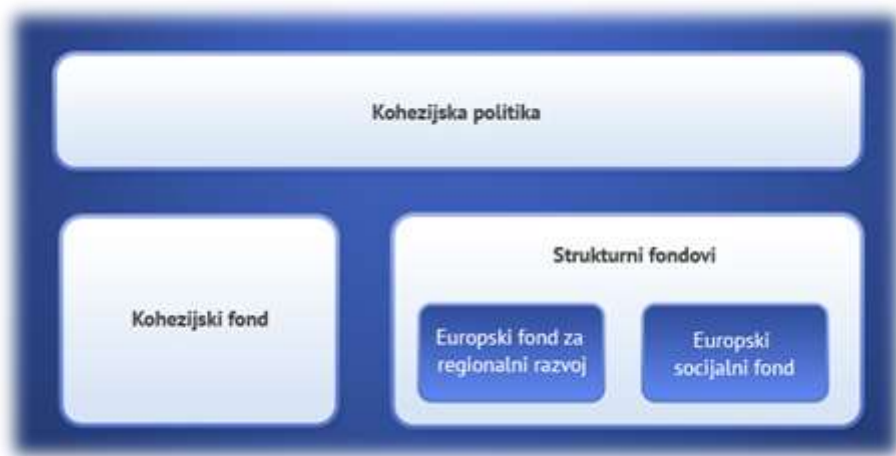 Kohezijska politika
Kohezijski fond
Strukturni fondovi
Europski fond za
regionalni razvoj
Europski
socijalni fond